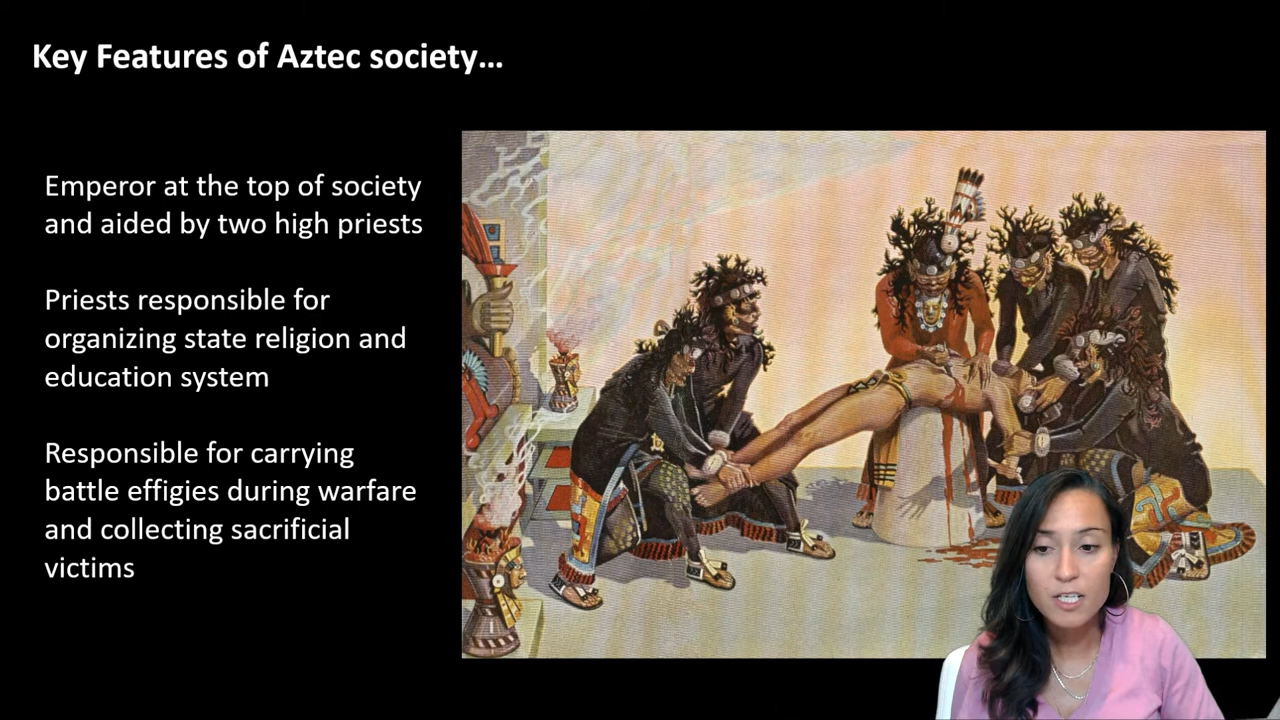 Key Features of Aztec society...
Emperor at the top of society
and aided by two high priests
Priests responsible for
organizing state religion and
education system
Responsible for carrying
battle effigies during warfare
and collecting sacrificial
victims